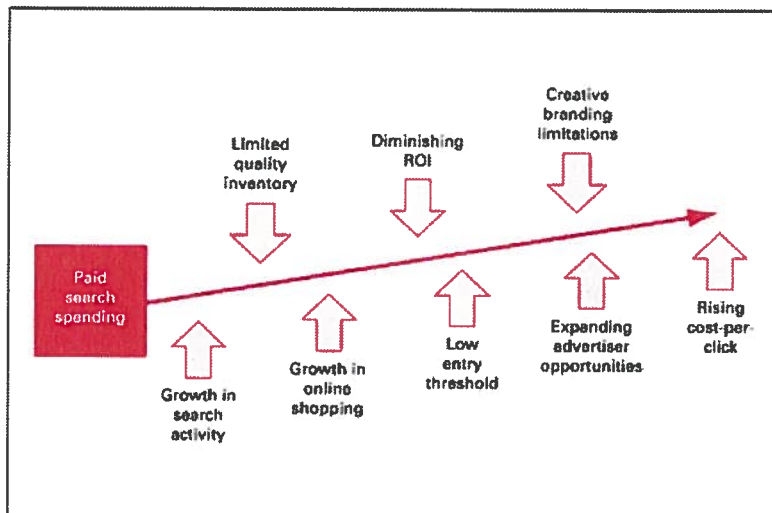 Creative
branding
limitations
Limited
quality
inventory
Diminishing
ROI
Paid
search
spending
Growth in
search
activity
Growth in
online
shopping
Low
entry
threshold
Expanding
advertiser
opportunities
Rising
cost-per-
click